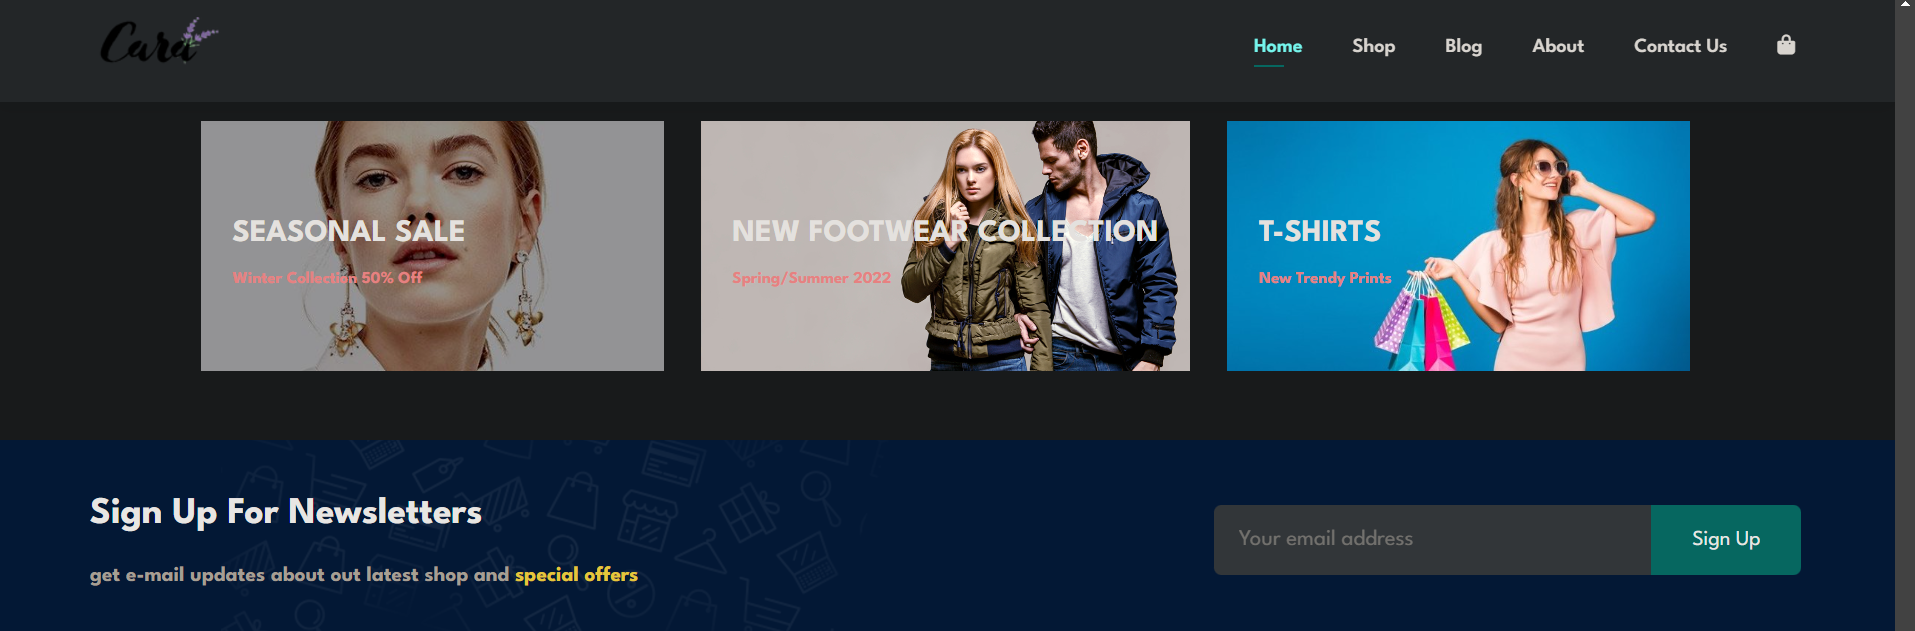 Cara
Home Shop Blog About Contact Us
SEASONAL SALE
Winter Collection 50% Off
NEW FOOTWEAR COLLECTION
Spring/Summer 2022
T-SHIRTS
New Trendy Prints
Sign Up For Newsletters
get e-mail updates about out latest shop and special offers
Your email address
Sign Up